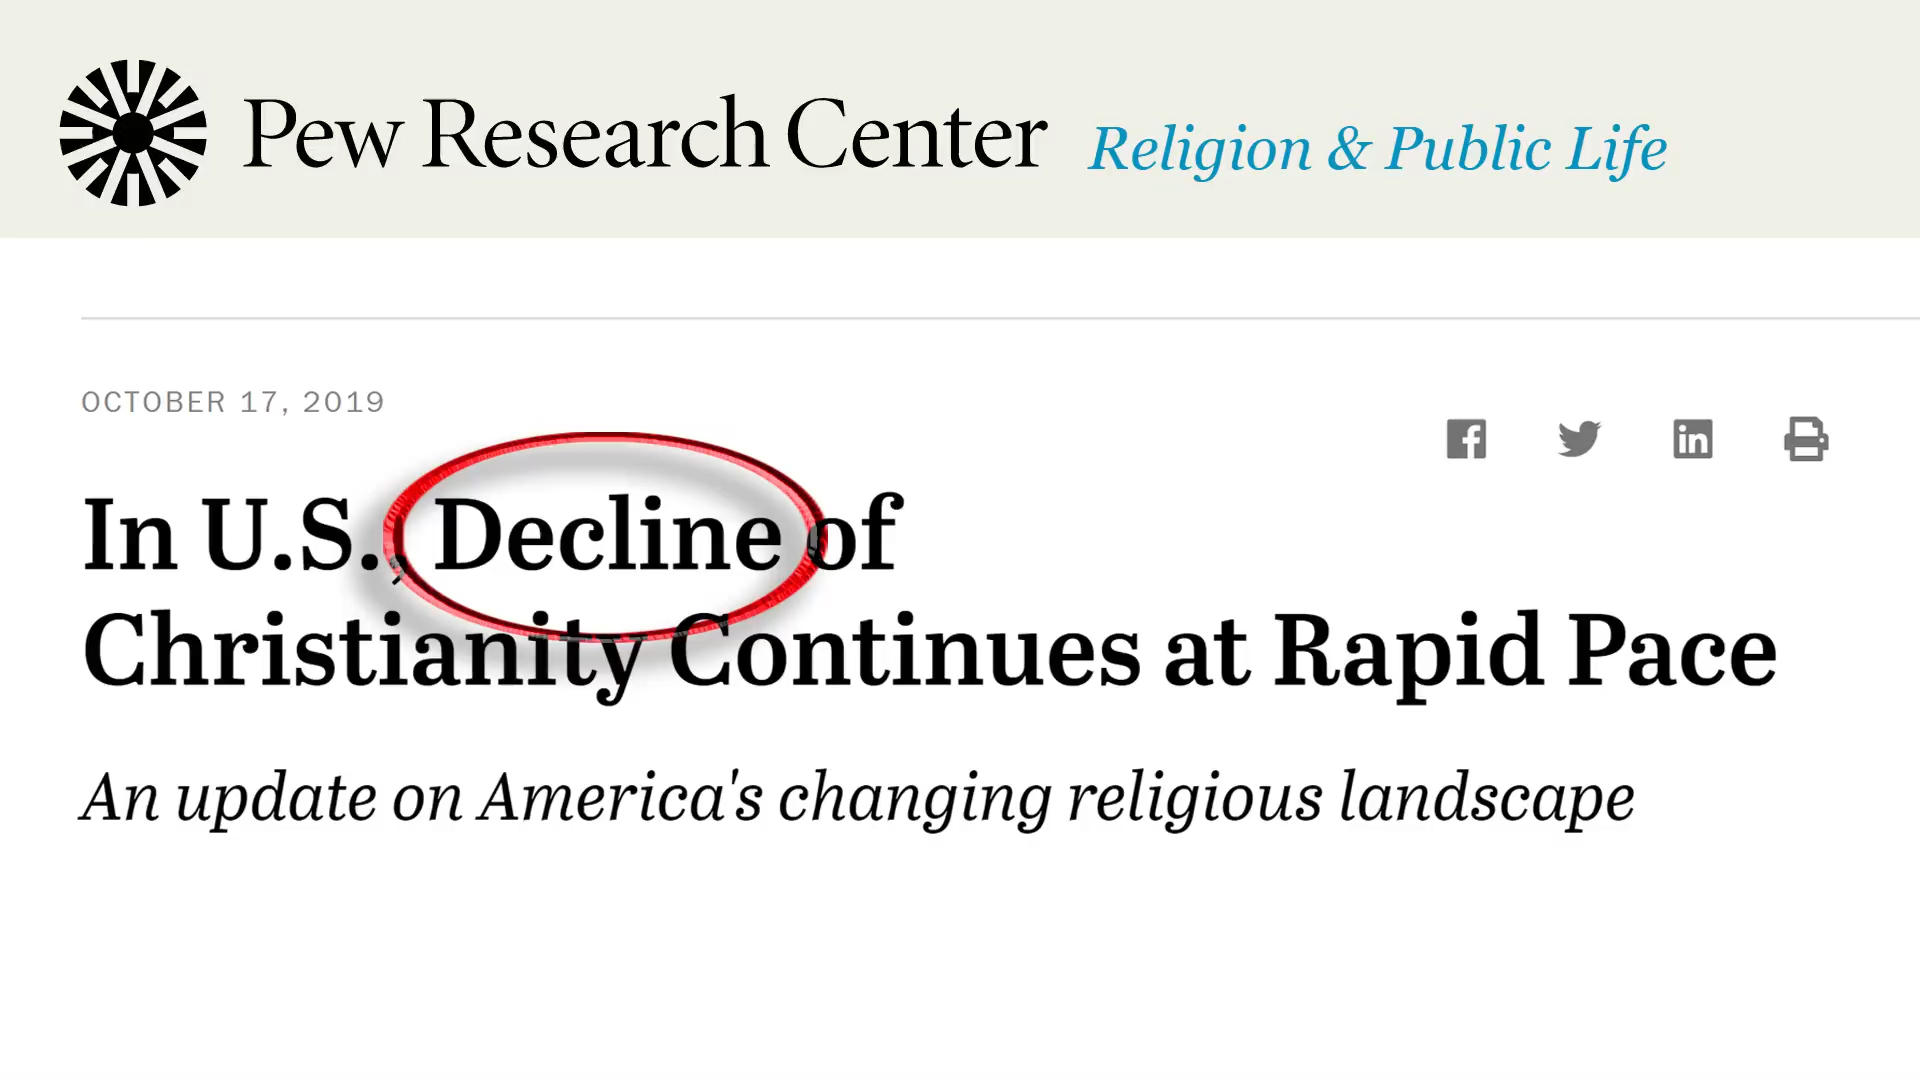 Pew Research Center Religion & Public Life
OCTOBER 17, 2019
In U.S., Decline of
Christianity Continues at Rapid Pace
An update on America's changing religious landscape